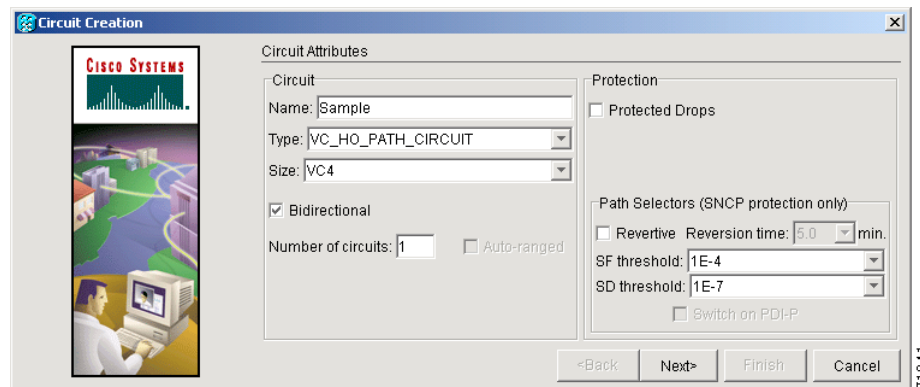 Circuit Creation
CISCO SYSTEMS
Circuit Attributes
Circuit
Name: Sample
Type: VC_HO_PATH_CIRCUIT
Size: VC4
Bidirectional
Number of circuits: 1
Auto-ranged
Protection
Protected Drops
Path Selectors (SNCP protection only)
Revertive Reversion time: 5.0 min.
SF threshold: 1E-4
SD threshold: 1E-7
Switch on PDI-P
<Back Next> Finish Cancel